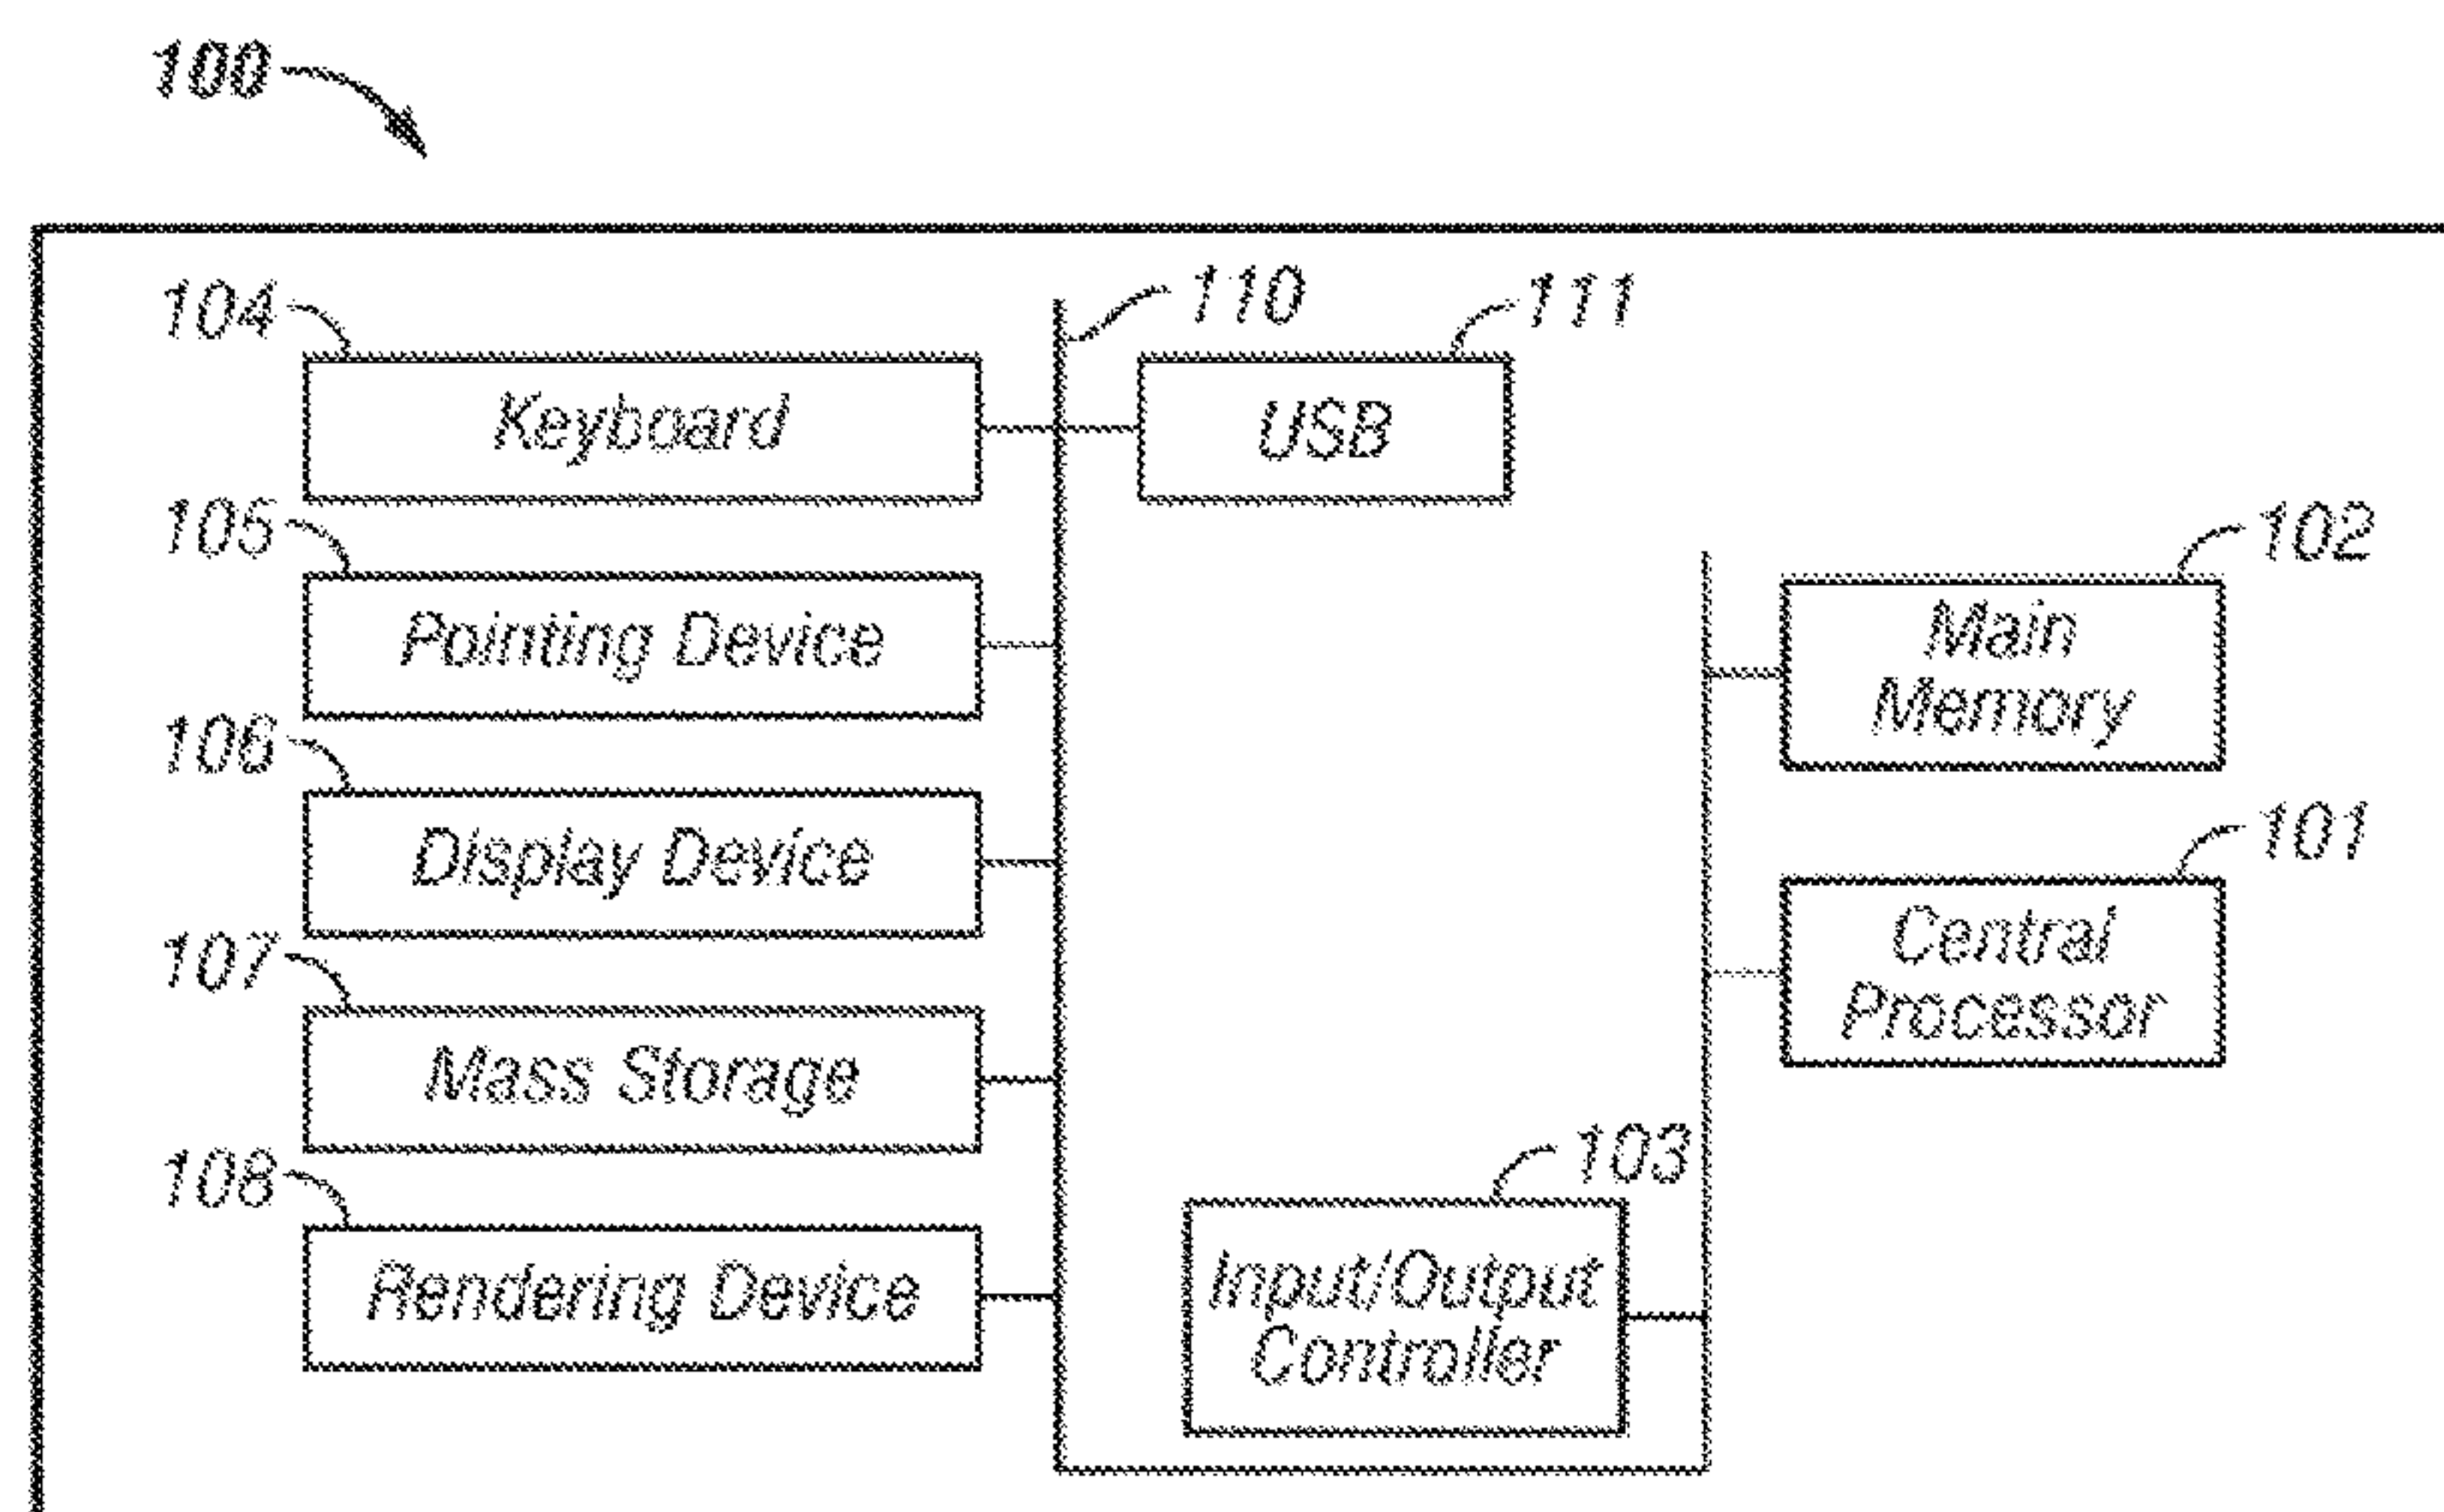 100
104
110
111
Keyboard
USB
105
102
Pointing Device
Main
Memory
106
Display Device
101
Central
Processor
107
Mass Storage
108
103
Rendering Device
Input/Output
Controller